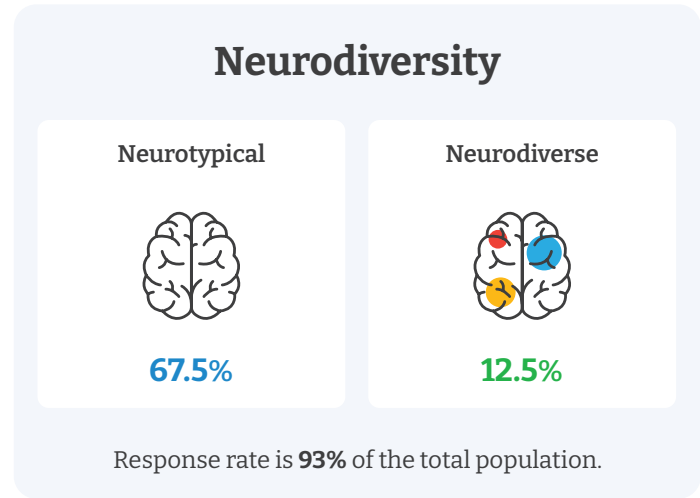 Neurodiversity
Neurotypical
Neurodiverse
67.5%
12.5%
Response rate is 93% of the total population.